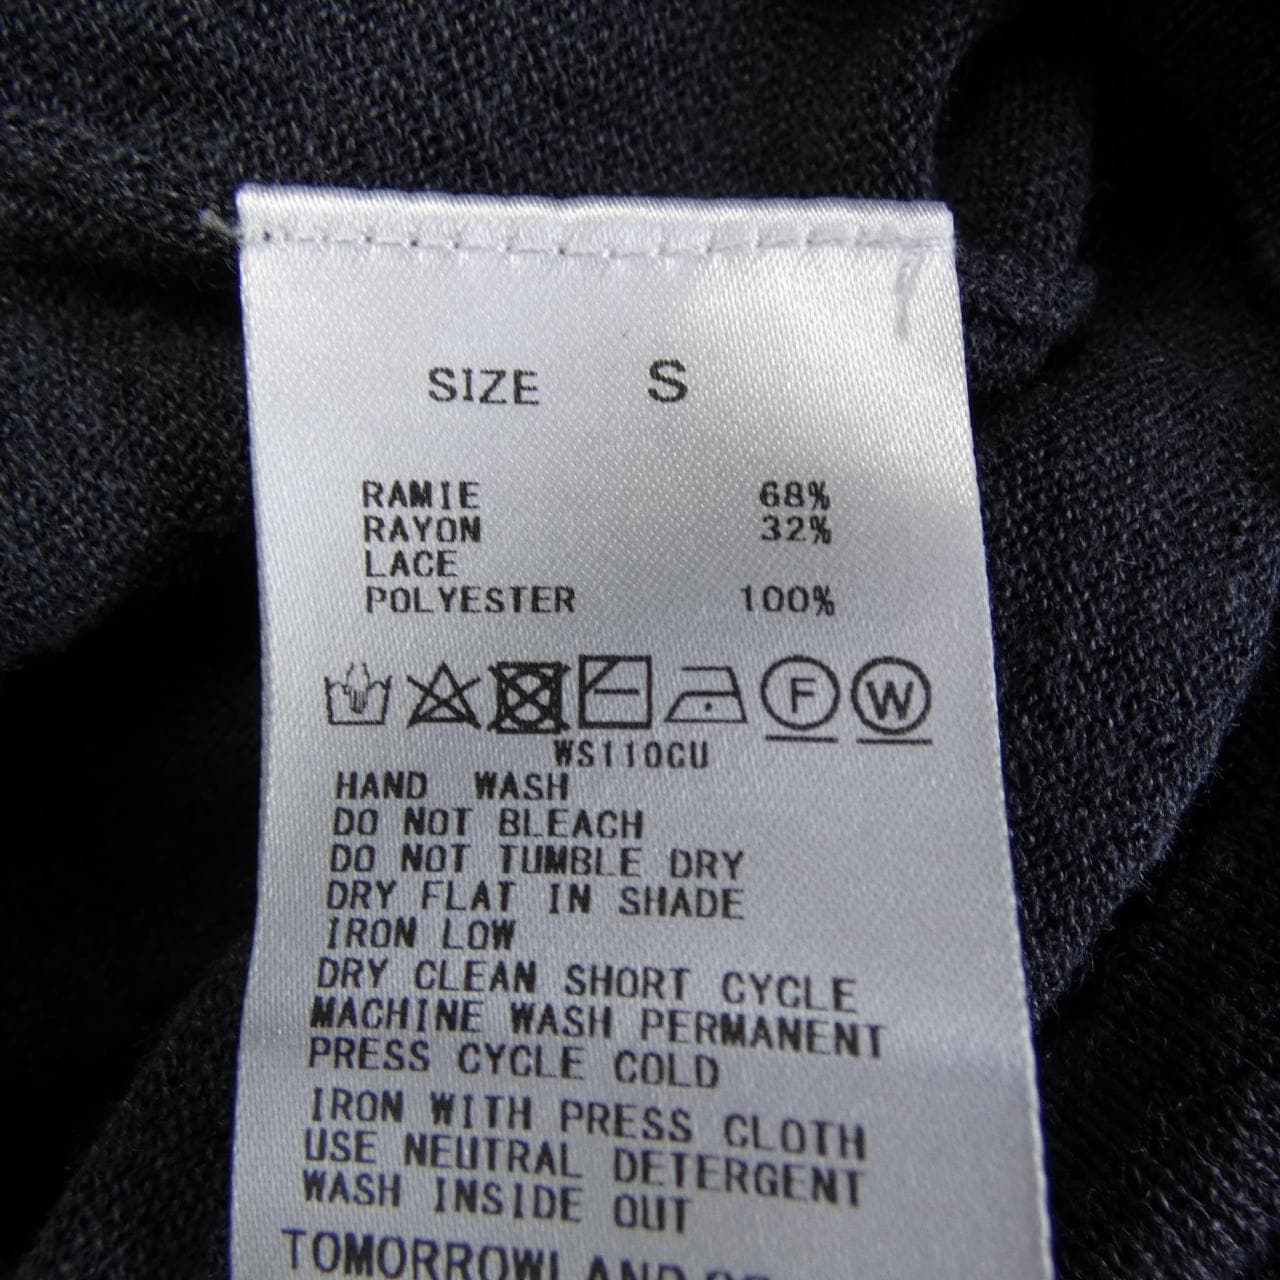 SIZE S
RAMIE 68%
RAYON 32%
LACE
POLYESTER 100%
F W
WS110CU
HAND WASH
DO NOT BLEACH
DO NOT TUMBLE DRY
DRY FLAT IN SHADE
IRON LOW
DRY CLEAN SHORT CYCLE
MACHINE WASH PERMANENT
PRESS CYCLE COLD
IRON WITH PRESS CLOTH
USE NEUTRAL DETERGENT
WASH INSIDE OUT
TOMORROWLAND